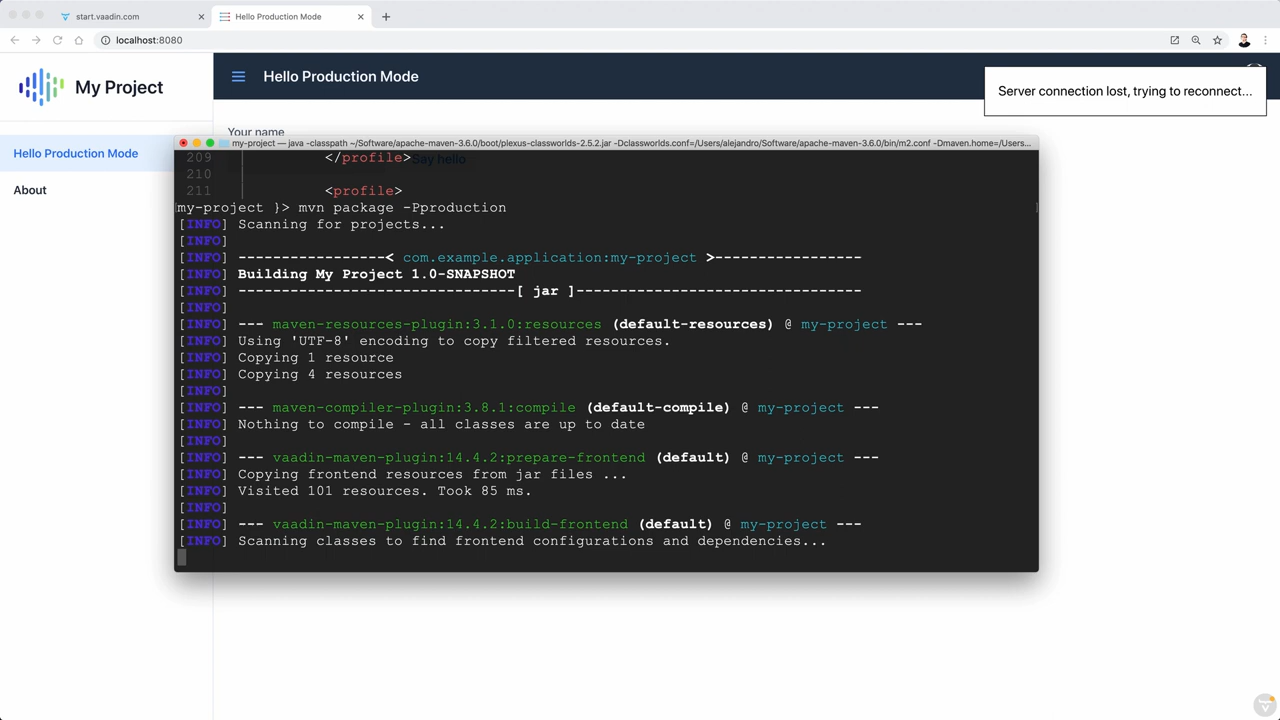 start.vaadin.com
Hello Production Mode
localhost:8080
My Project
Hello Production Mode
Server connection lost, trying to reconnect...
Your name
Hello Production Mode
About
my-project — java -classpath ~/Software/apache-maven-3.6.0/boot/plexus-classworlds-2.5.2.jar -Dclassworlds.conf=/Users/alejandro/Software/apache-maven-3.6.0/bin/m2.conf -Dmaven.home=/Users...
209 </profile>
Say hello
210
211 <profile>
my-project }> mvn package -Pproduction
[INFO] Scanning for projects...
[INFO]
[INFO] -----------------< com.example.application:my-project >-----------------
[INFO] Building My Project 1.0-SNAPSHOT
[INFO] --------------------------------[ jar ]---------------------------------
[INFO]
[INFO] --- maven-resources-plugin:3.1.0:resources (default-resources) @ my-project ---
[INFO] Using 'UTF-8' encoding to copy filtered resources.
[INFO] Copying 1 resource
[INFO] Copying 4 resources
[INFO]
[INFO] --- maven-compiler-plugin:3.8.1:compile (default-compile) @ my-project ---
[INFO] Nothing to compile - all classes are up to date
[INFO]
[INFO] --- vaadin-maven-plugin:14.4.2:prepare-frontend (default) @ my-project ---
[INFO] Copying frontend resources from jar files ...
[INFO] Visited 101 resources. Took 85 ms.
[INFO]
[INFO] --- vaadin-maven-plugin:14.4.2:build-frontend (default) @ my-project ---
[INFO] Scanning classes to find frontend configurations and dependencies...